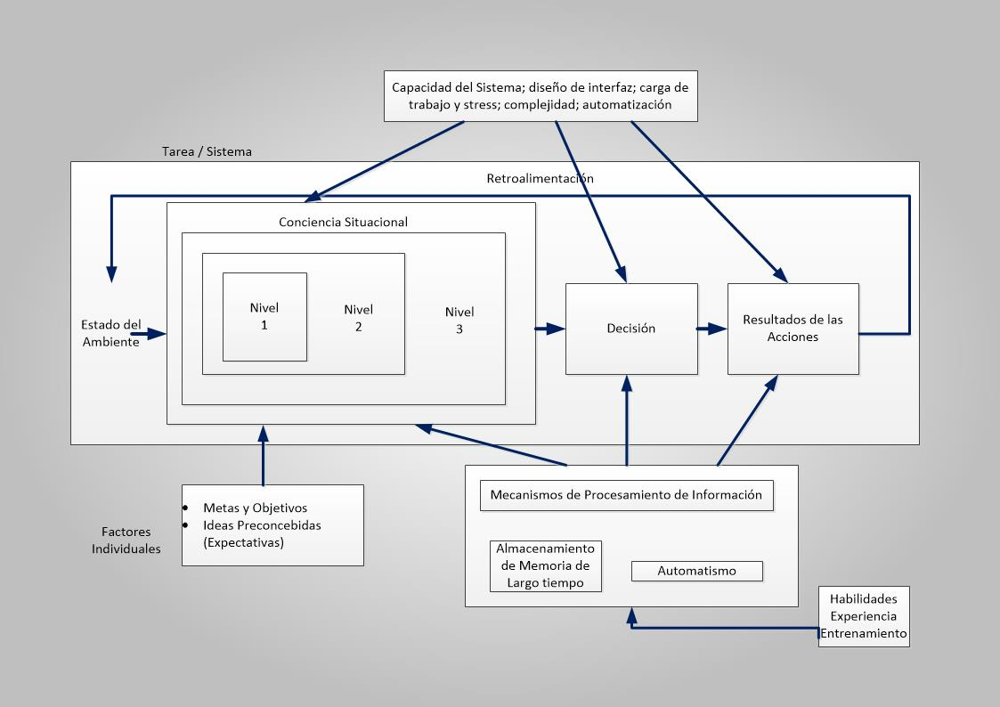 Capacidad del Sistema; diseño de interfaz; carga de
trabajo y stress; complejidad; automatización
Tarea / Sistema
Retroalimentación
Conciencia Situacional
Estado del
Ambiente
Nivel
1
Nivel
2
Nivel
3
Decisión
Resultados de las
Acciones
Factores
Individuales
• Metas y Objetivos
• Ideas Preconcebidas
(Expectativas)
Mecanismos de Procesamiento de Información
Almacenamiento
de Memoria de
Largo tiempo
Automatismo
Habilidades
Experiencia
Entrenamiento